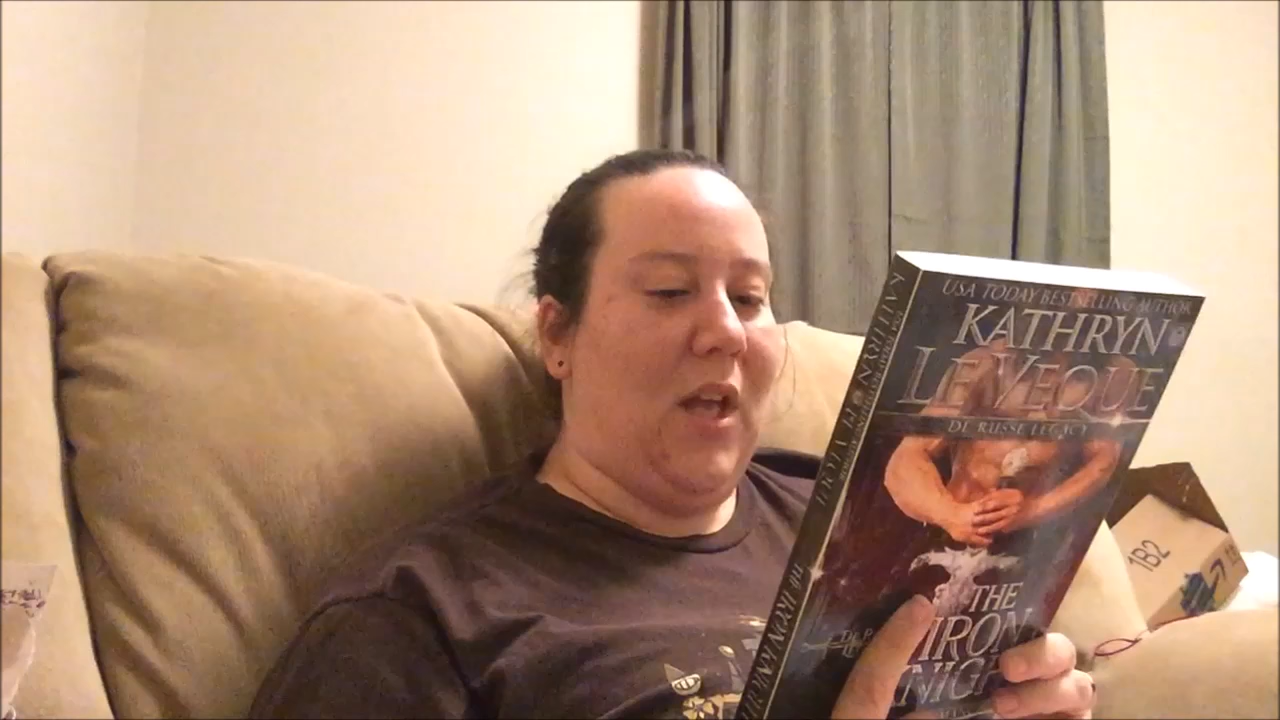 USA TODAY BESTSELLING AUTHOR
KATHRYN
LE VEQUE
DE RUSSE LEGACY
THE
IRON
KNIGH
KATHRYN LE VEQUE
THE IRON KNIGHT
1B2